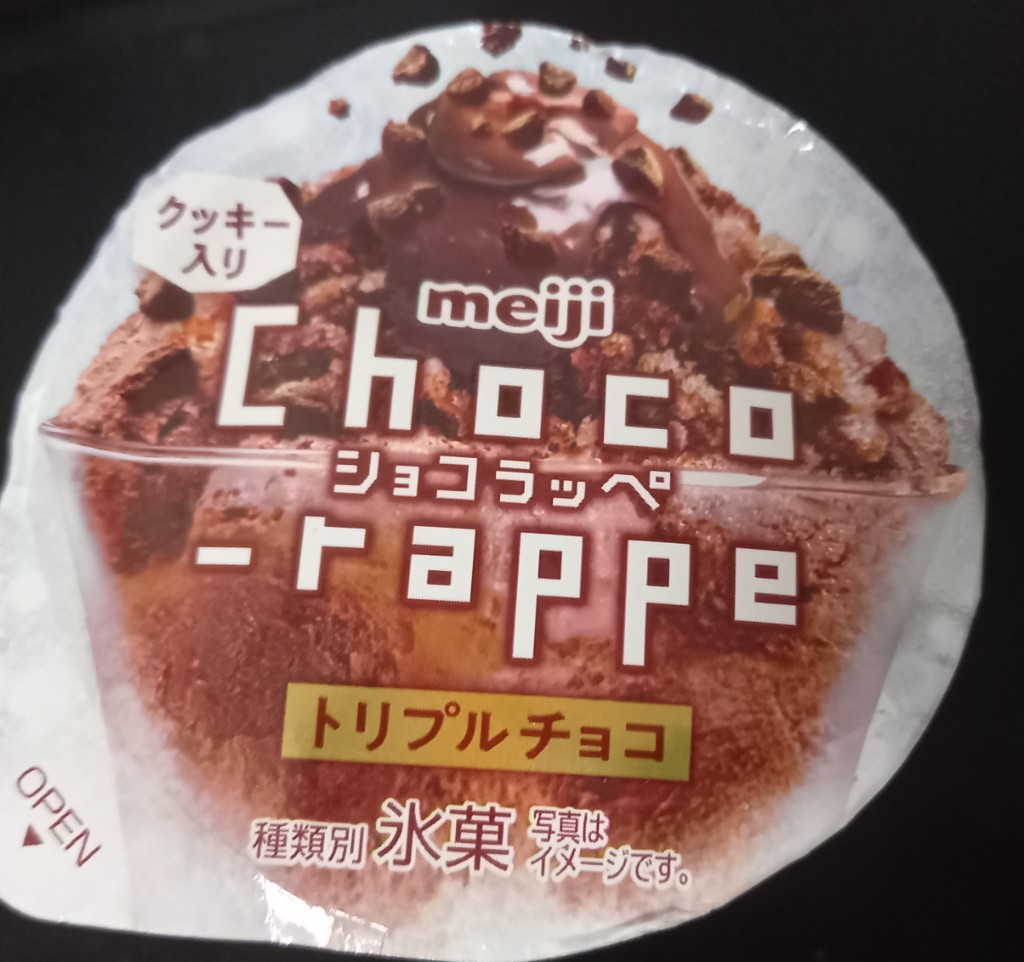 クッキー
入り
meiji
Choco
ショコラッペ
-rappe
トリプルチョコ
種類別 氷菓 写真は
イメージです。
OPEN